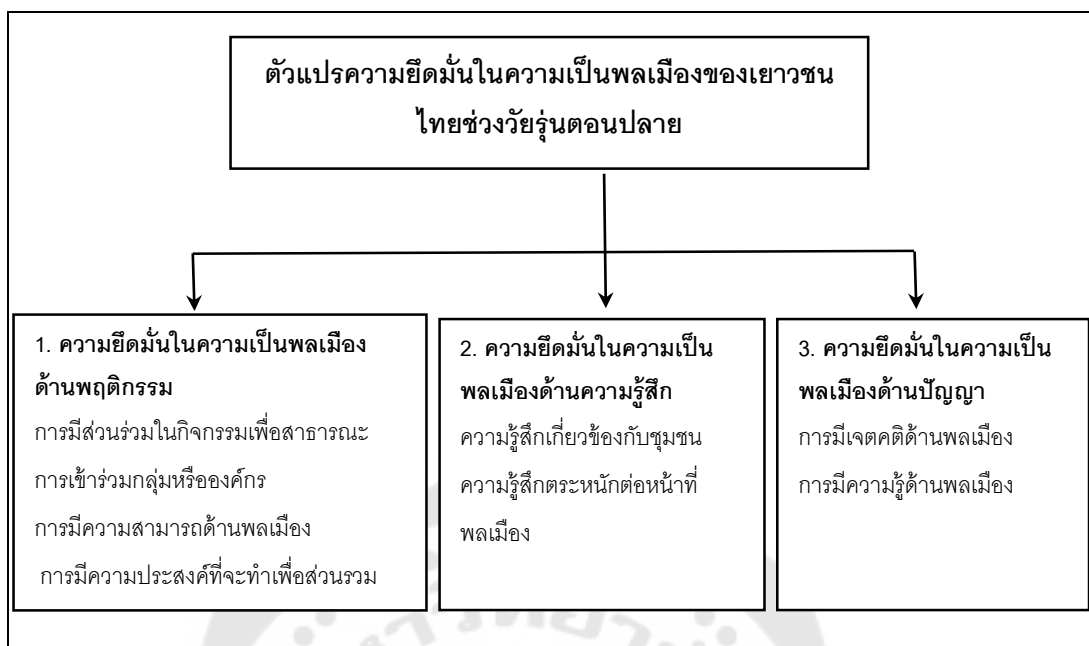 ตัวแปรความยึดมั่นในความเป็นพลเมืองของเยาวชน
ไทยช่วงวัยรุ่นตอนปลาย
1. ความยึดมั่นในความเป็นพลเมือง
ด้านพฤติกรรม
การมีส่วนร่วมในกิจกรรมเพื่อสาธารณะ
การเข้าร่วมกลุ่มหรือองค์กร
การมีความสามารถด้านพลเมือง
การมีความประสงค์ที่จะทำเพื่อส่วนรวม
2. ความยึดมั่นในความเป็น
พลเมืองด้านความรู้สึก
ความรู้สึกเกี่ยวข้องกับชุมชน
ความรู้สึกตระหนักต่อหน้าที่
พลเมือง
3. ความยึดมั่นในความเป็น
พลเมืองด้านปัญญา
การมีเจตคติด้านพลเมือง
การมีความรู้ด้านพลเมือง